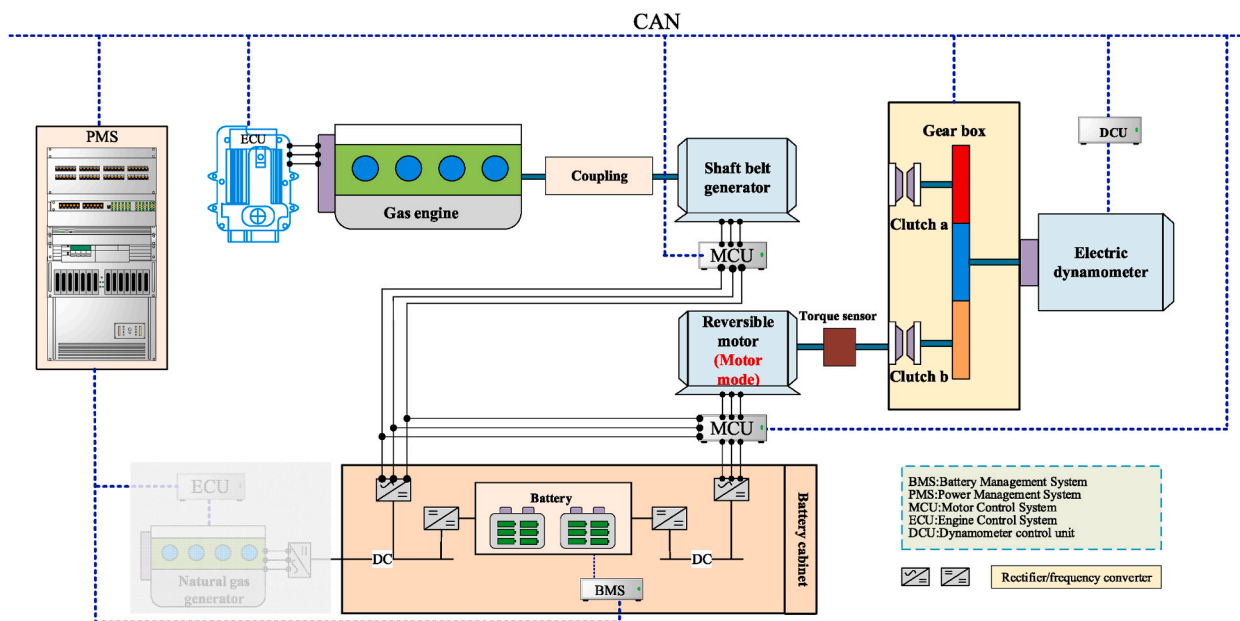 CAN
PMS
ECU
Gas engine
Coupling
Shaft belt
generator
MCU
Gear box
Clutch a
Clutch b
DCU
Electric
dynamometer
Reversible
motor
(Motor
mode)
Torque sensor
MCU
ECU
Natural gas
generator
DC
Battery
DC
BMS
Battery cabinet
BMS:Battery Management System
PMS:Power Management System
MCU:Motor Control System
ECU:Engine Control System
DCU:Dynamometer control unit
Rectifier/frequency converter